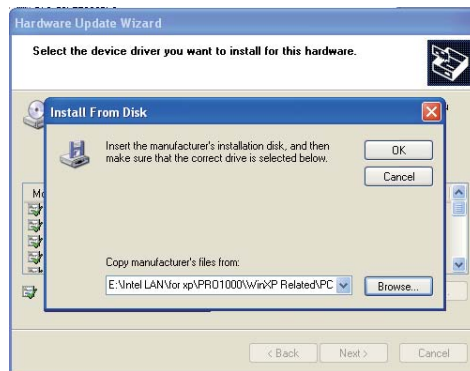 Hardware Update Wizard
Select the device driver you want to install for this hardware.
Install From Disk
Insert the manufacturer's installation disk, and then
make sure that the correct drive is selected below.
OK
Cancel
Mo
Copy manufacturer's files from:
E:\Intel LAN\for xp\PRO1000\WinXP Related\PC
Browse...
< Back
Next >
Cancel